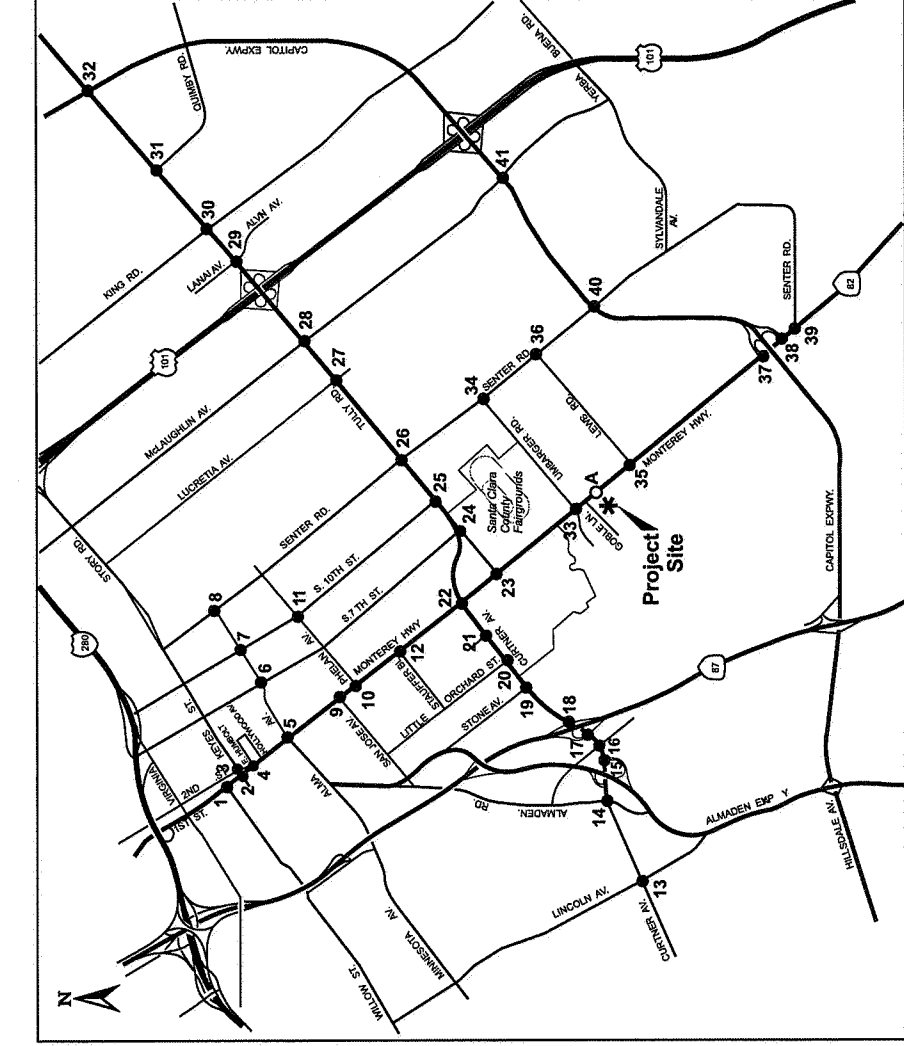 32
CAPITOL EXPWY.
QUIMBY RD.
BUENA RD.
YERBA
101
31
30
29
ALVN AV.
LANAI AV.
KING RD.
41
101
28
27
TULLY RD.
SYLVANDALE
AV.
McLAUGHLIN AV.
LUCRETIA AV.
26
25
24
34
36
SENTER RD.
40
SENTER RD.
82
UMBARGER RD.
LEWIS RD.
37
38
39
MONTEREY HWY.
Santa Clara
County
Fairgrounds
STORY RD.
SENTER RD.
S. 10TH ST.
S.7 TH ST.
280
8
11
7
6
PHELAN
AV.
MONTEREY HWY
22
23
33
A
*
GOBLE LN.
35
Project
Site
12
STAUFFER BL
21
CURTNER AV.
20
ORCHARD ST.
LITTLE
19
STONE AV.
9
10
SAN JOSE AV.
5
HOLLYWOOD AV
E. HUMBOLT
ST.
KEYES
ST.
AV.
ALMA
3
2
4
1
2ND
1ST ST.
VIRGINIA
18
17
16
15
14
87
CAPITOL EXPWY.
ALMADEN.
RD.
ALMADEN EXP Y
HILLSDALE AV.
13
LINCOLN AV.
CURTNER AV.
MINNESOTA
AV.
WILLOW ST.
N